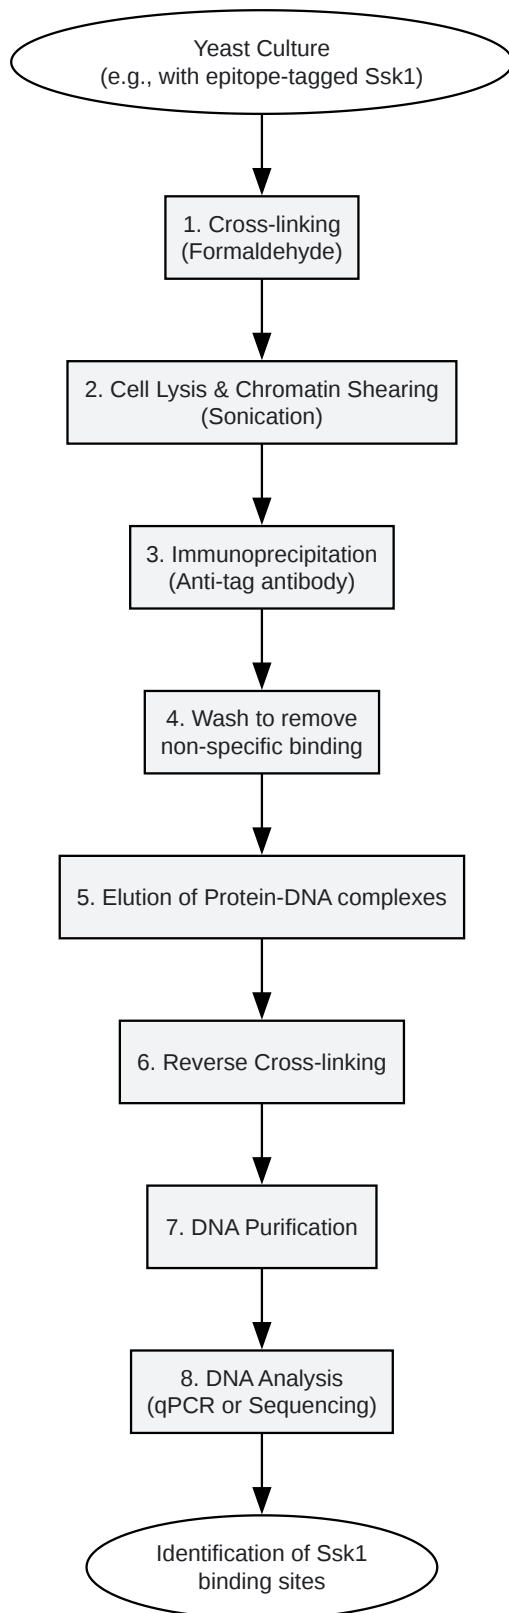 Yeast Culture
(e.g., with epitope-tagged Ssk1)
1. Cross-linking
(Formaldehyde)
2. Cell Lysis & Chromatin Shearing
(Sonication)
3. Immunoprecipitation
(Anti-tag antibody)
4. Wash to remove
non-specific binding
5. Elution of Protein-DNA complexes
6. Reverse Cross-linking
7. DNA Purification
8. DNA Analysis
(qPCR or Sequencing)
Identification of Ssk1
binding sites